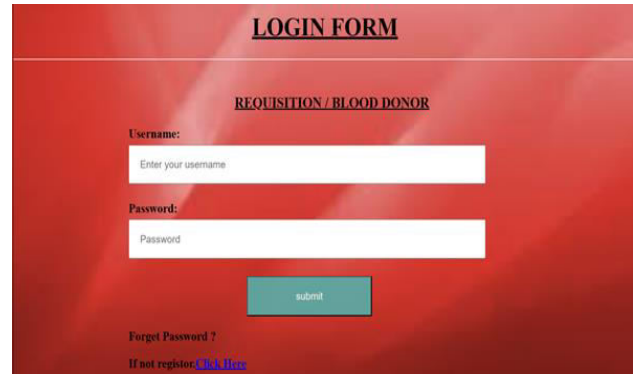 LOGIN FORM
REQUISITION / BLOOD DONOR
Username:
Enter your username
Password:
Password
submit
Forget Password ?
If not registor.Click Here